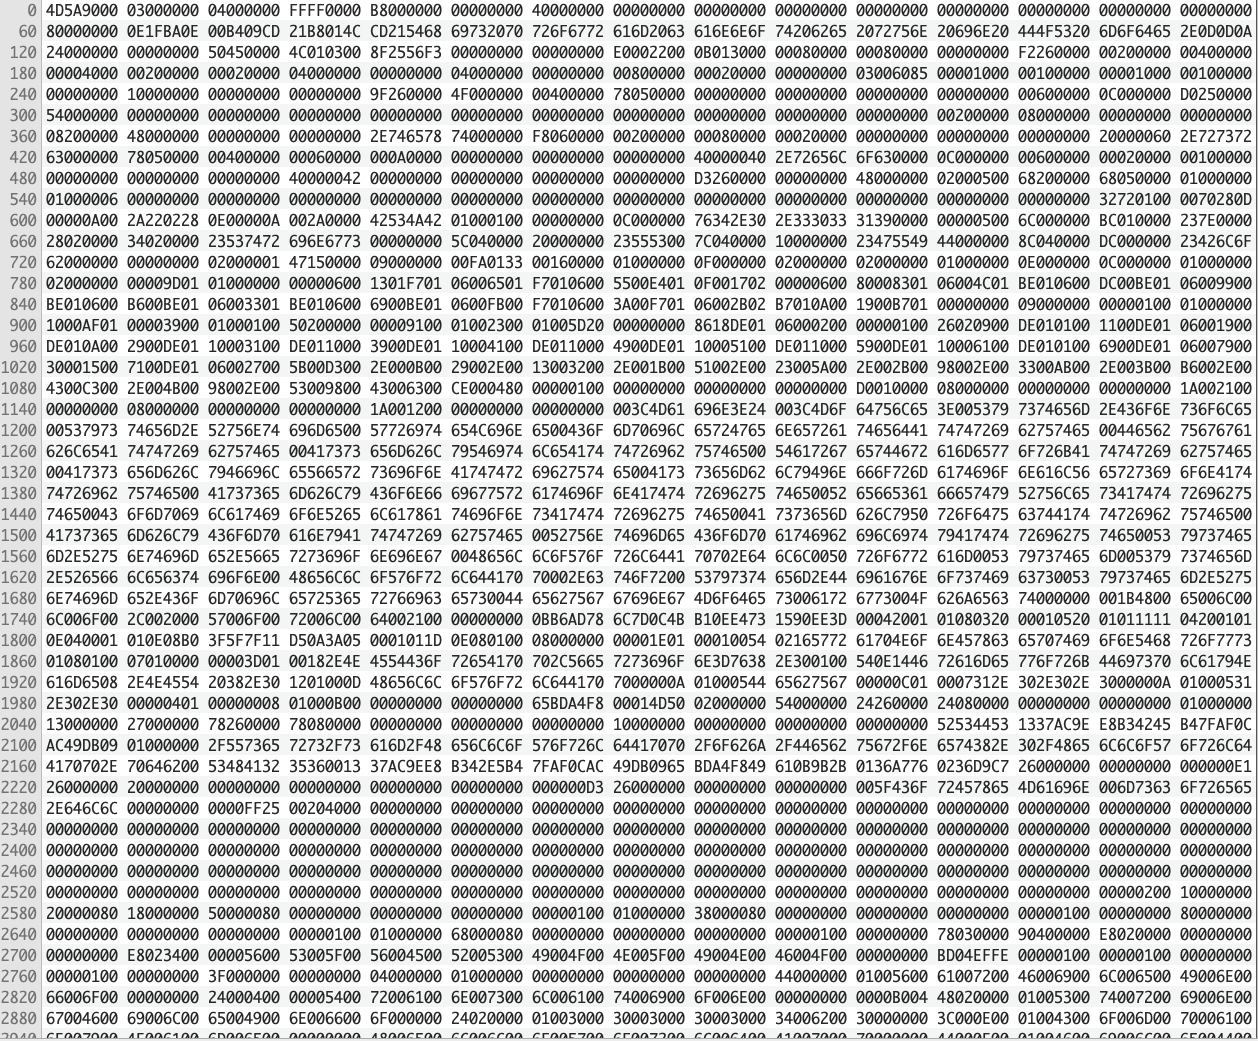 0 4D5A9000 03000000 04000000 FFFF0000 B8000000 00000000 40000000 00000000 00000000 00000000 00000000 00000000 00000000 00000000 00000000
60 80000000 0E1FBA0E 00B409CD 21B8014C CD215468 69732070 726F6772 616D2063 616E6E6F 74206265 2072756E 20696E20 444F5320 6D6F6465 2E0D0D0A
120 24000000 00000000 50450000 4C010300 8F2556F3 00000000 00000000 E0002200 0B013000 00080000 00080000 00000000 F2260000 00200000 00400000
180 00004000 00200000 00020000 04000000 00000000 04000000 00000000 00800000 00020000 00000000 03006085 00001000 00100000 00001000 00100000
240 00000000 10000000 00000000 00000000 9F260000 4F000000 00400000 78050000 00000000 00000000 00000000 00600000 0C000000 D0250000
300 54000000 00000000 00000000 00000000 00000000 00000000 00000000 00000000 00000000 00000000 00000000 00200000 08000000 00000000 00000000
360 08200000 48000000 00000000 00000000 2E746578 74000000 F8060000 00200000 00080000 00020000 00000000 00000000 00000000 20000060 2E727372
420 63000000 78050000 00400000 00060000 000A0000 00000000 00000000 00000000 40000040 2E72656C 6F630000 0C000000 00600000 00020000 00100000
480 00000000 00000000 00000000 40000042 00000000 00000000 00000000 00000000 D3260000 00000000 48000000 02000500 68200000 68050000 01000000
540 01000006 00000000 00000000 00000000 00000000 00000000 00000000 00000000 00000000 00000000 00000000 00000000 00000000 32720100 0070280D
600 00000A00 2A220228 0E00000A 002A0000 42534A42 01000100 00000000 0C000000 76342E30 2E333033 31390000 00000500 6C000000 BC010000 237E0000
660 28020000 34020000 23537472 696E6773 00000000 5C040000 20000000 23555300 7C040000 10000000 23475549 44000000 8C040000 DC000000 23426C6F
720 62000000 00000000 02000001 47150000 09000000 00FA0133 00160000 01000000 0F000000 02000000 02000000 01000000 0E000000 0C000000 01000000
780 02000000 00009D01 01000000 00000600 1301F701 06006501 F7010600 5500E401 0F001702 00000600 80008301 06004C01 BE010600 DC00BE01 06009900
840 BE010600 B600BE01 06003301 BE010600 6900BE01 0600FB00 F7010600 3A00F701 06002B02 B7010A00 1900B701 00000000 09000000 00000100 01000000
900 1000AF01 00003900 01000100 50200000 00009100 01002300 01005D20 00000000 8618DE01 06000200 00000100 26020900 DE010100 1100DE01 06001900
960 DE010A00 2900DE01 10003100 DE011000 3900DE01 10004100 DE011000 4900DE01 10005100 DE011000 5900DE01 10006100 DE010100 6900DE01 06007900
1020 30001500 7100DE01 06002700 5B00D300 2E000B00 29002E00 13003200 2E001B00 51002E00 23005A00 2E002B00 98002E00 3300AB00 2E003B00 B6002E00
1080 4300C300 2E004B00 98002E00 53009800 43006300 CE000480 00000100 00000000 00000000 00000000 D0010000 08000000 00000000 00000000 1A002100
1140 00000000 08000000 00000000 00000000 1A001200 00000000 00000000 003C4D61 696E3E24 003C4D6F 64756C65 3E005379 7374656D 2E436F6E 736F6C65
1200 00537973 74656D2E 52756E74 696D6500 57726974 654C696E 6500436F 6D70696C 65724765 6E657261 74656441 74747269 62757465 00446562 75676761
1260 626C6541 74747269 62757465 00417373 656D626C 79546974 6C654174 74726962 75746500 54617267 65744672 616D6577 6F726B41 74747269 62757465
1320 00417373 656D626C 7946696C 65566572 73696F6E 41747472 69627574 65004173 73656D62 6C79496E 666F726D 6174696F 6E616C56 65727369 6F6E4174
1380 74726962 75746500 41737365 6D626C79 436F6E66 69677572 6174696F 6E417474 72696275 74650052 65665361 66657479 52756C65 73417474 72696275
1440 74650043 6F6D7069 6C617469 6F6E5265 6C617861 74696F6E 73417474 72696275 74650041 7373656D 626C7950 726F6475 63744174 74726962 75746500
1500 41737365 6D626C79 436F6D70 616E7941 74747269 62757465 0052756E 74696D65 436F6D70 61746962 696C6974 79417474 72696275 74650053 79737465
1560 6D2E5275 6E74696D 652E5665 7273696F 6E696E67 0048656C 6C6F576F 726C6441 70702E64 6C6C0050 726F6772 616D0053 79737465 6D005379 7374656D
1620 2E526566 6C656374 696F6E00 48656C6C 6F576F72 6C644170 70002E63 746F7200 53797374 656D2E44 6961676E 6F737469 63730053 79737465 6D2E5275
1680 6E74696D 652E436F 6D70696C 65725365 72766963 65730044 65627567 67696E67 4D6F6465 73006172 6773004F 626A6563 74000000 001B4800 65006C00
1740 6C006F00 2C002000 57006F00 72006C00 64002100 00000000 0BB6AD78 6C7D0C4B B10EE473 1590EE3D 00042001 01080320 00010520 01011111 04200101
1800 0E040001 010E08B0 3F5F7F11 D50A3A05 0001011D 0E080100 08000000 00001E01 00010054 02165772 61704E6F 6E457863 65707469 6F6E5468 726F7773
1860 01080100 07010000 00003D01 00182E4E 4554436F 72654170 702C5665 7273696F 6E3D7638 2E300100 540E1446 72616D65 776F726B 44697370 6C61794E
1920 616D6508 2E4E4554 20382E30 1201000D 48656C6C 6F576F72 6C644170 7000000A 01000544 65627567 00000C01 0007312E 302E302E 3000000A 01000531
1980 2E302E30 00000401 00000008 01000B00 00000000 00000000 65BDA4F8 00014D50 02000000 54000000 24260000 24080000 00000000 00000000 01000000
2040 13000000 27000000 78260000 78080000 00000000 00000000 00000000 10000000 00000000 00000000 00000000 52534453 1337AC9E E8B34245 B47FAF0C
2100 AC49DB09 01000000 2F557365 72732F73 616D2F48 656C6C6F 576F726C 64417070 2F6F626A 2F446562 75672F6E 6574382E 302F4865 6C6C6F57 6F726C64
2160 4170702E 70646200 53484132 35360013 37AC9EE8 B342E5B4 7FAF0CAC 49DB0965 BDA4F849 610B9B2B 0136A776 0236D9C7 26000000 00000000 000000E1
2220 26000000 20000000 00000000 00000000 00000000 00000000 000000D3 26000000 00000000 00000000 005F436F 72457865 4D61696E 006D7363 6F726565
2280 2E646C6C 00000000 0000FF25 00204000 00000000 00000000 00000000 00000000 00000000 00000000 00000000 00000000 00000000 00000000 00000000
2340 00000000 00000000 00000000 00000000 00000000 00000000 00000000 00000000 00000000 00000000 00000000 00000000 00000000 00000000 00000000
2400 00000000 00000000 00000000 00000000 00000000 00000000 00000000 00000000 00000000 00000000 00000000 00000000 00000000 00000000 00000000
2460 00000000 00000000 00000000 00000000 00000000 00000000 00000000 00000000 00000000 00000000 00000000 00000000 00000000 00000000 00000000
2520 00000000 00000000 00000000 00000000 00000000 00000000 00000000 00000000 00000000 00000000 00000000 00000000 00000000 00000200 10000000
2580 20000080 18000000 50000080 00000000 00000000 00000000 00000100 01000000 38000080 00000000 00000000 00000000 00000100 00000000 80000000
2640 00000000 00000000 00000000 00000100 01000000 68000080 00000000 00000000 00000000 00000100 00000000 78030000 90400000 E8020000 00000000
2700 00000000 E8023400 00005600 53005F00 56004500 52005300 49004F00 4E005F00 49004E00 46004F00 00000000 BD04EFFE 00000100 00000100 00000000
2760 00000100 00000000 3F000000 00000000 04000000 01000000 00000000 00000000 00000000 44000000 01005600 61007200 46006900 6C006500 49006E00
2820 66006F00 00000000 24000400 00005400 72006100 6E007300 6C006100 74006900 6F006E00 00000000 0000B004 48020000 01005300 74007200 69006E00
2880 67004600 69006C00 65004900 6E006600 6F000000 24020000 01003000 30003000 30003000 34006200 30000000 3C000E00 01004300 6F006D00 70006100